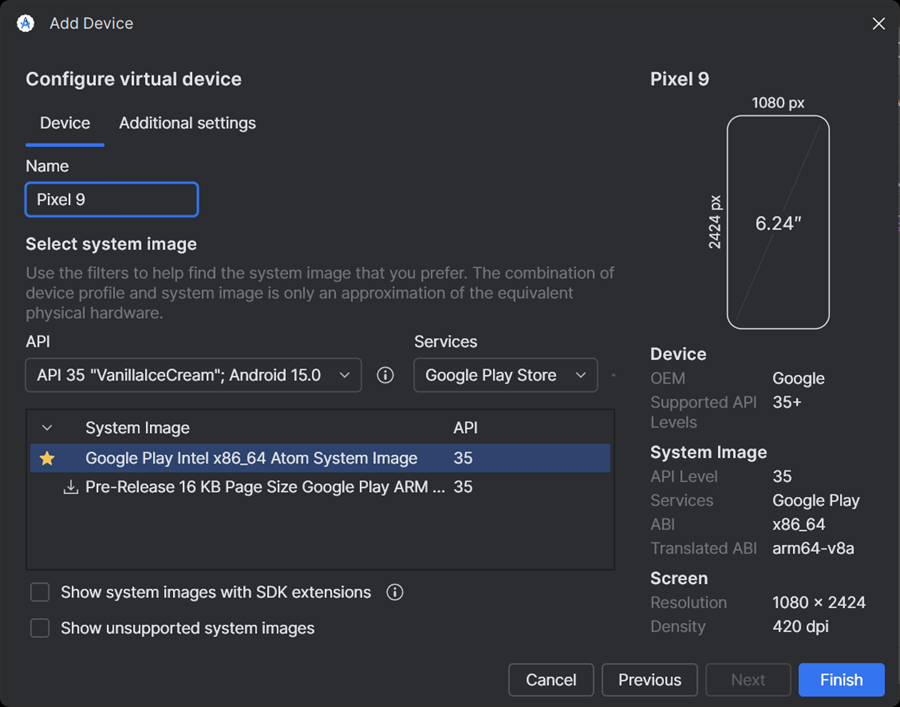 Add Device
Configure virtual device
Device Additional settings
Name
Pixel 9
Select system image
Use the filters to help find the system image that you prefer. The combination of
device profile and system image is only an approximation of the equivalent
physical hardware.
API Services
API 35 "VanillaIceCream"; Android 15.0 Google Play Store
System Image API
Google Play Intel x86_64 Atom System Image 35
Pre-Release 16 KB Page Size Google Play ARM ... 35
Show system images with SDK extensions
Show unsupported system images
Pixel 9
1080 px
2424 px
6.24″
Device
OEM Google
Supported API 35+
Levels
System Image
API Level 35
Services Google Play
ABI x86_64
Translated ABI arm64-v8a
Screen
Resolution 1080 × 2424
Density 420 dpi
Cancel Previous Next Finish